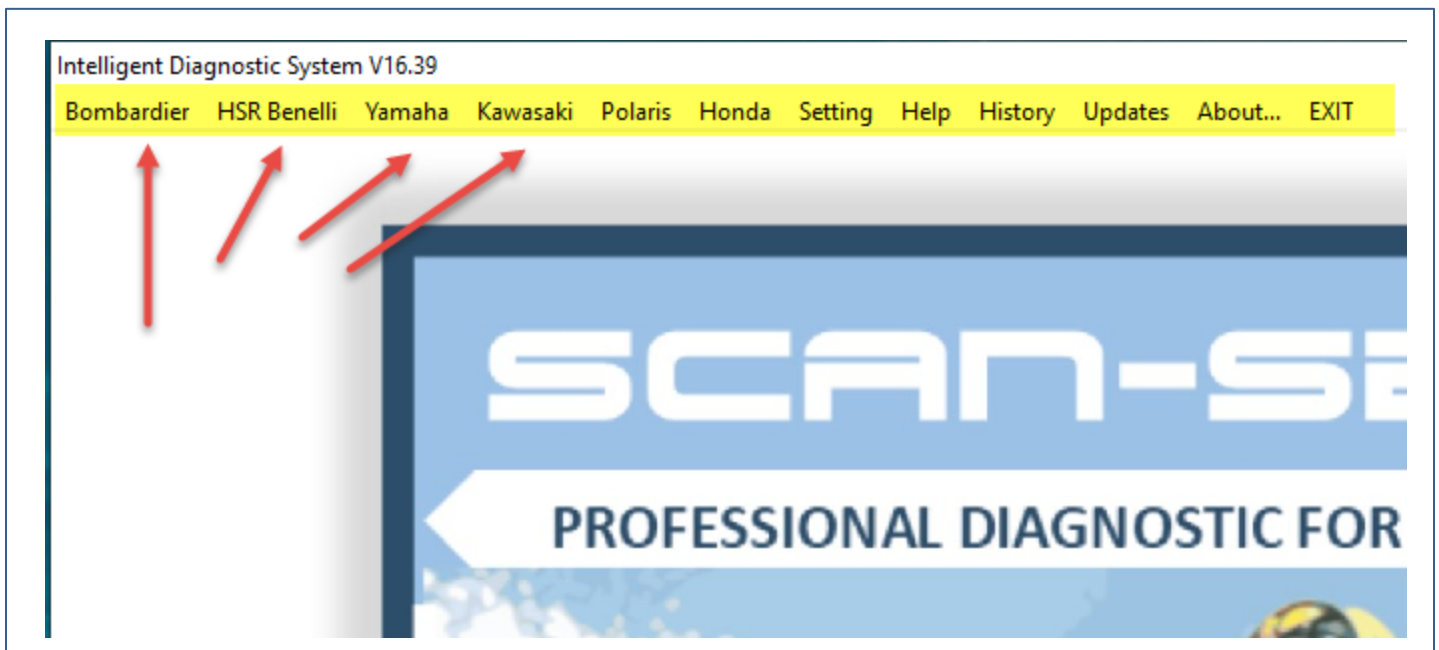 Intelligent Diagnostic System V16.39
Bombardier HSR Benelli Yamaha Kawasaki Polaris Honda Setting Help History Updates About... EXIT
SCAN-SE
PROFESSIONAL DIAGNOSTIC FOR